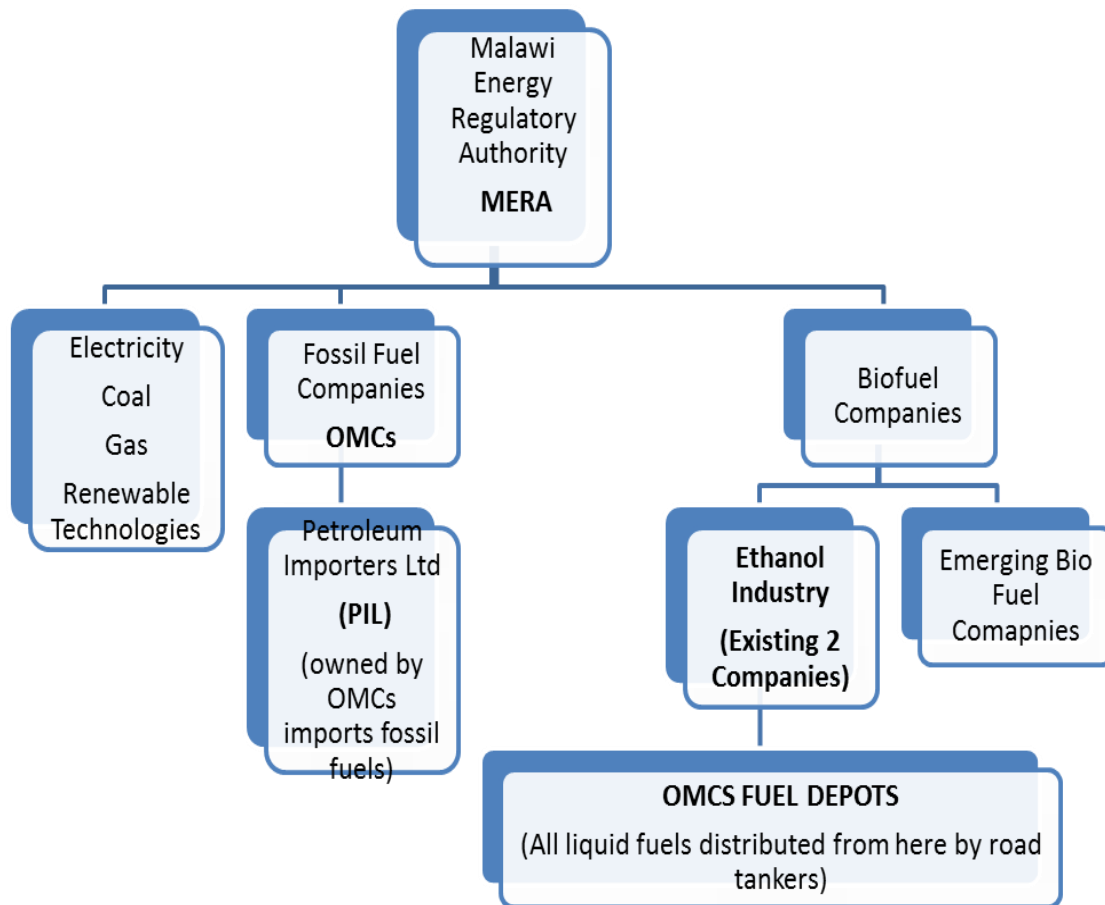 Malawi
Energy
Regulatory
Authority
MERA
Electricity
Coal
Gas
Renewable
Technologies
Fossil Fuel
Companies
OMCs
Biofuel
Companies
Petroleum
Importers Ltd
(PIL)
(owned by
OMCs
imports fossil
fuels)
Ethanol
Industry
(Existing 2
Companies)
Emerging Bio
Fuel
Comapnies
OMCS FUEL DEPOTS
(All liquid fuels distributed from here by road
tankers)